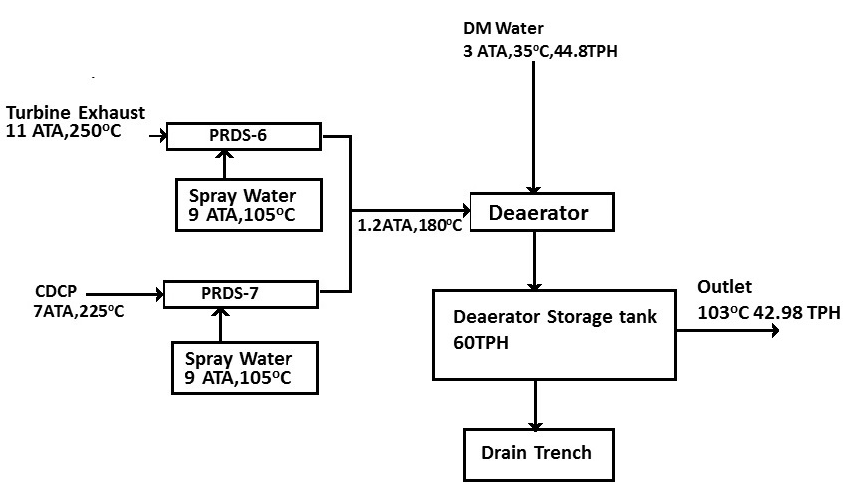 DM Water
3 ATA,35°C,44.8TPH
Turbine Exhaust
11 ATA,250°C
PRDS-6
Spray Water
9 ATA,105°C
1.2ATA,180°C
Deaerator
CDCP
7ATA,225°C
PRDS-7
Spray Water
9 ATA,105°C
Deaerator Storage tank
60TPH
Outlet
103°C 42.98 TPH
Drain Trench